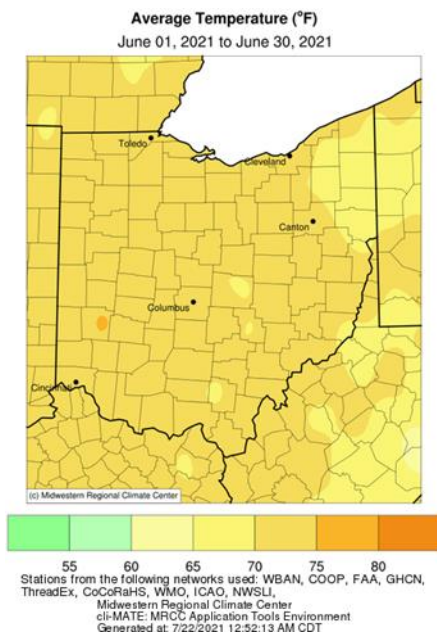 Average Temperature (°F)
June 01, 2021 to June 30, 2021
Toledo
Cleveland
Canton
Columbus
Cincinnati
(c) Midwestern Regional Climate Center
55 60 65 70 75 80
Stations from the following networks used: WBAN, COOP, FAA, GHCN,
ThreadEx, CoCoRaHS, WMO, ICAO, NWSLI,
Midwestern Regional Climate Center
cli-MATE: MRCC Application Tools Environment
Generated at: 7/22/2021 12:52:13 AM CDT